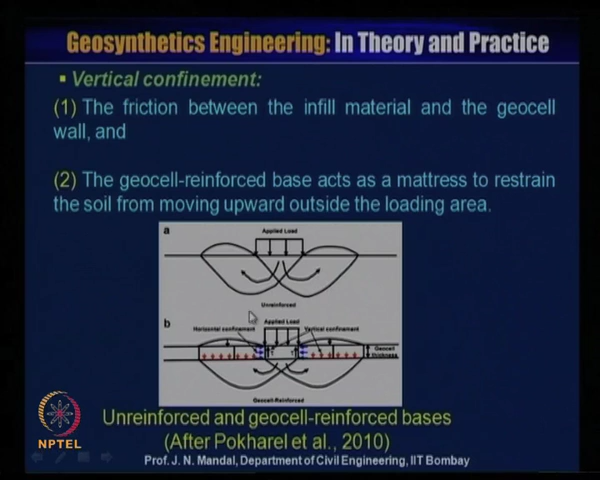 Geosynthetics Engineering: In Theory and Practice
▪ Vertical confinement:
(1) The friction between the infill material and the geocell
wall, and
(2) The geocell-reinforced base acts as a mattress to restrain
the soil from moving upward outside the loading area.
a
Applied Load
Unreinforced
b
Applied Load
Horizontal confinement
Vertical confinement
Geocell
thickness
Geocell-Reinforced
Unreinforced and geocell-reinforced bases
(After Pokharel et al., 2010)
NPTEL
Prof. J. N. Mandal, Department of Civil Engineering, IIT Bombay